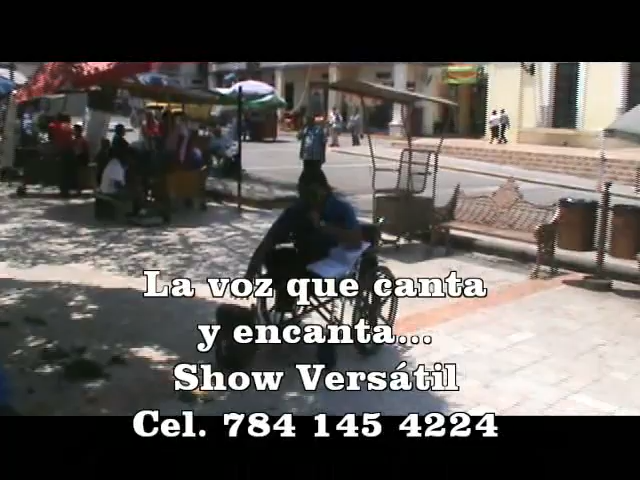 La voz que canta
y encanta...
Show Versátil
Cel. 784 145 4224